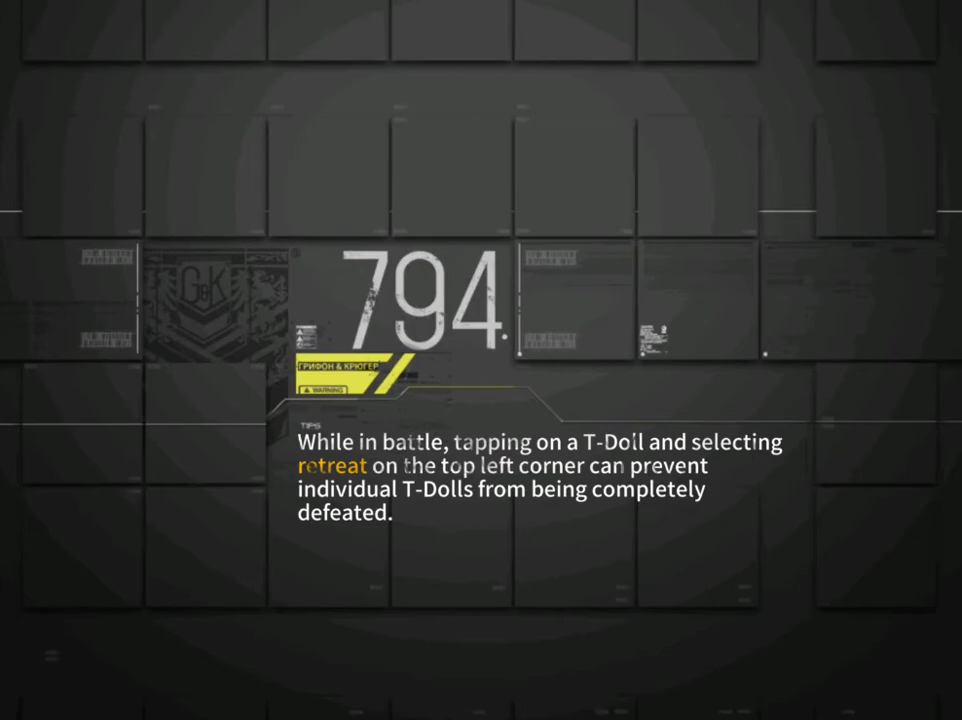 G&K
794.
ГРИФОН & КРЮГЕР
WARNING
TIPS
While in battle, tapping on a T-Doll and selecting
retreat on the top left corner can prevent
individual T-Dolls from being completely
defeated.